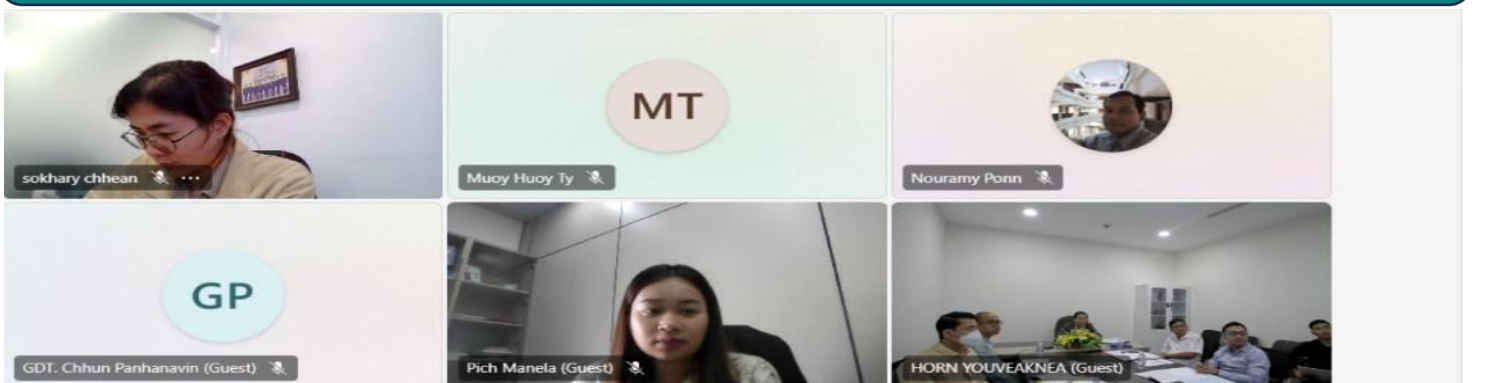 MT
sokhary chhean
Muoy Huoy Ty
Nouramy Ponn
GP
GDT. Chhun Panhanavin (Guest)
Pich Manela (Guest)
HORN YOUVEAKNEA (Guest)